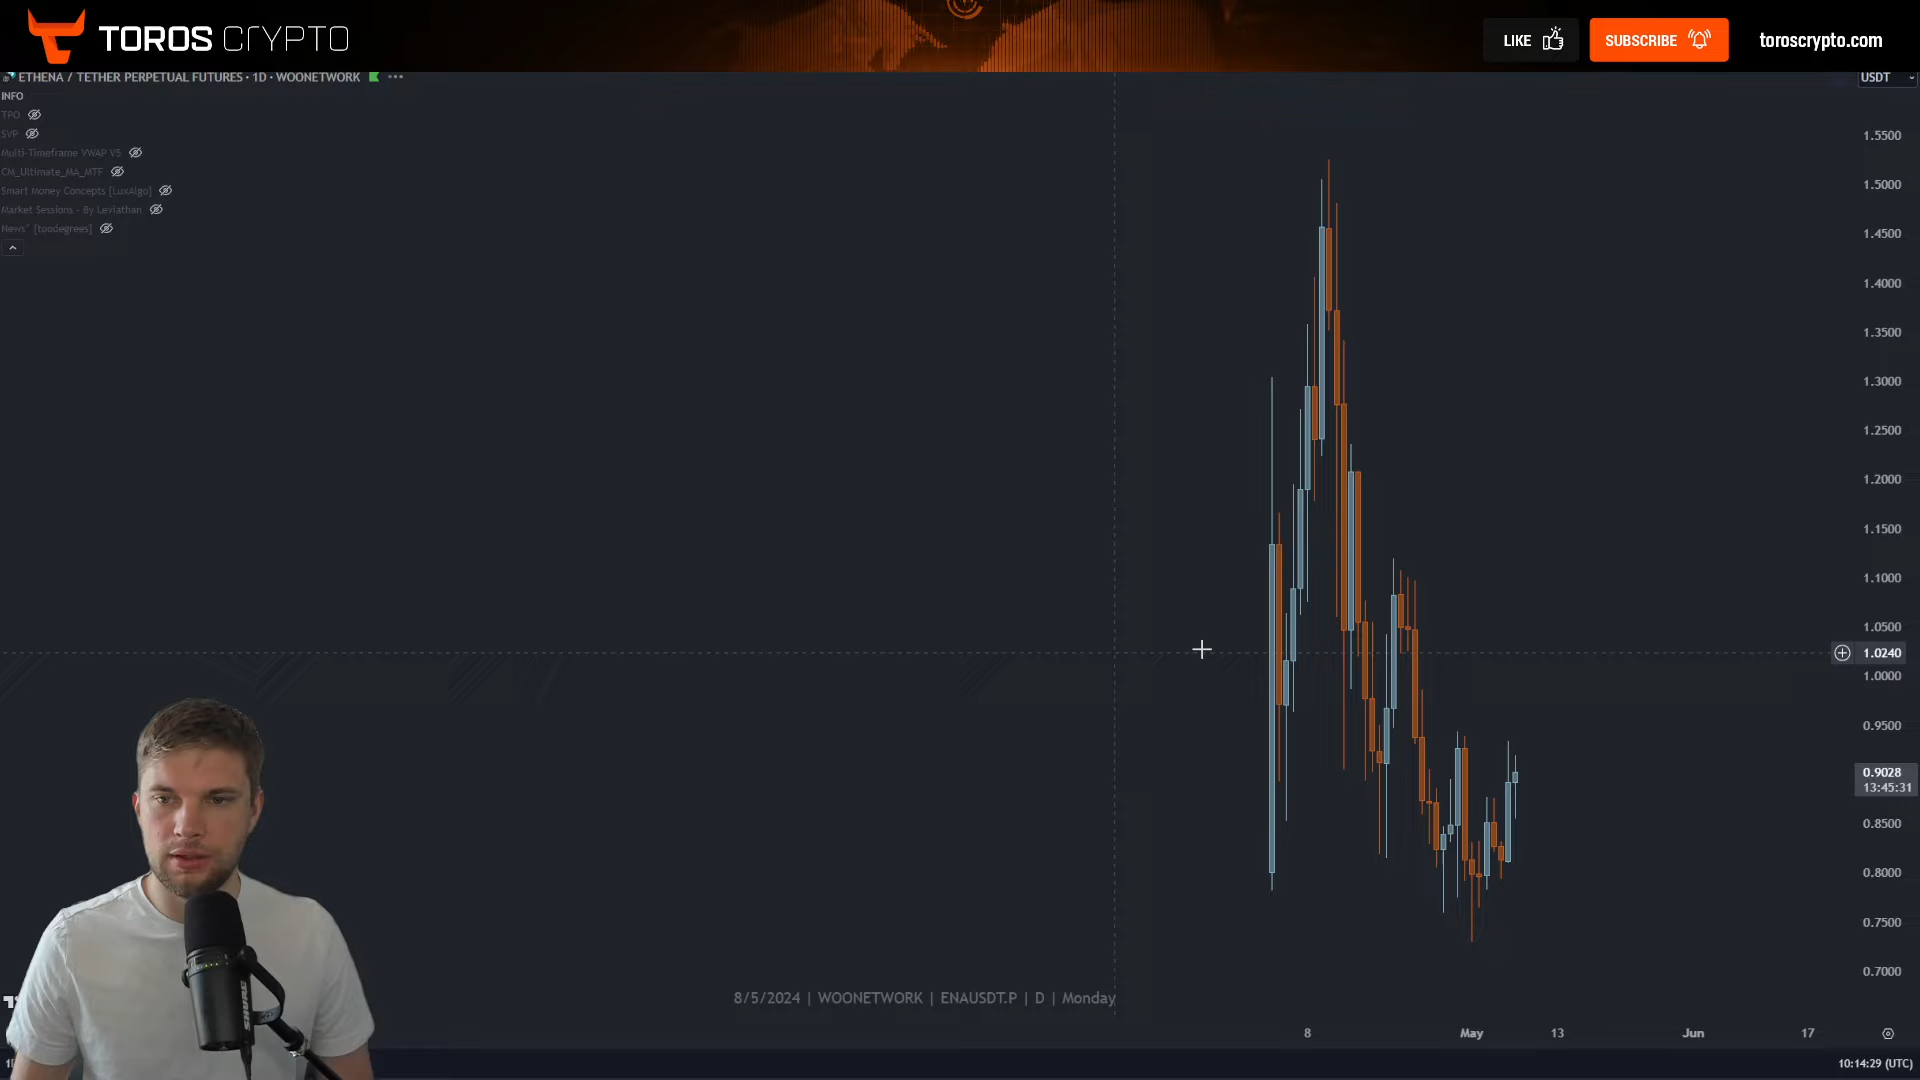 TOROS CRYPTO
LIKE
SUBSCRIBE
toroscrypto.com
ETHENA / TETHER PERPETUAL FUTURES · 1D · WOONETWORK
USDT
INFO
TPO
SVP
Multi-Timeframe VWAP V5
CM_Ultimate_MA_MTF
Smart Money Concepts [LuxAlgo]
Market Sessions - By Leviathan
News° [toodegrees]
1.5500
1.5000
1.4500
1.4000
1.3500
1.3000
1.2500
1.2000
1.1500
1.1000
1.0500
1.0240
1.0000
0.9500
0.9028
13:45:31
0.8500
0.8000
0.7500
0.7000
8/5/2024 | WOONETWORK | ENAUSDT.P | D | Monday
8
May
13
Jun
17
SHURE
10:14:29 (UTC)